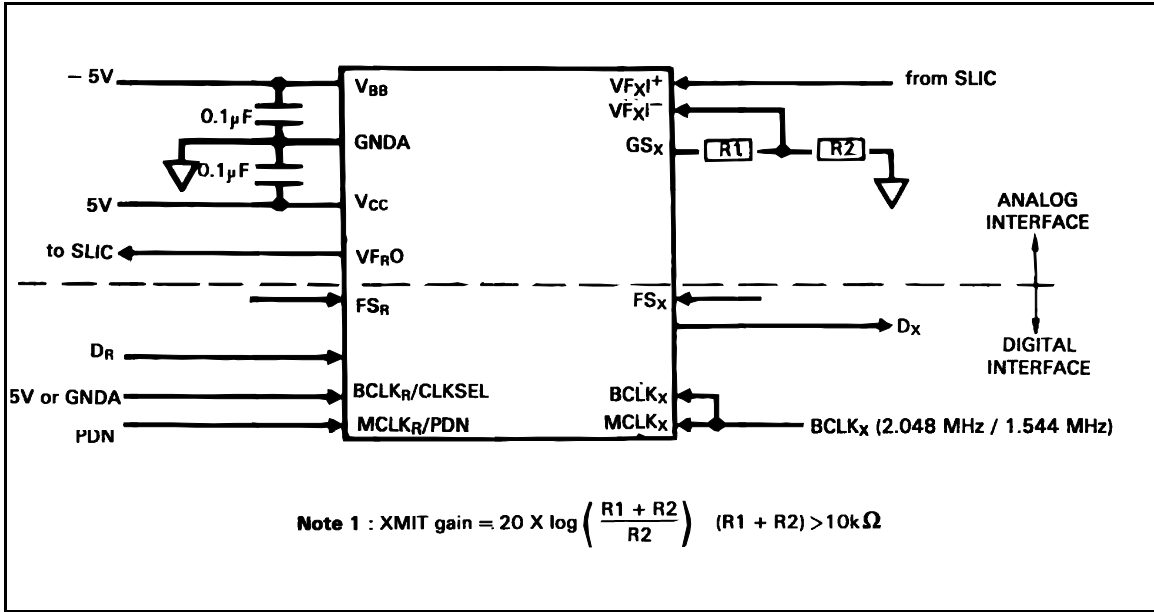 − 5V
0.1μF
0.1μF
5V
to SLIC
V_BB
GNDA
V_CC
VF_RO
VF_XI+
VF_XI−
GS_X
R1
R2
from SLIC
ANALOG
INTERFACE
FS_R
FS_X
D_R
D_X
DIGITAL
INTERFACE
5V or GNDA
BCLK_R/CLKSEL
BCLK_X
PDN
MCLK_R/PDN
MCLK_X
BCLK_X (2.048 MHz / 1.544 MHz)
Note 1 : XMIT gain = 20 X log ( R1 + R2 / R2 ) (R1 + R2) > 10kΩ